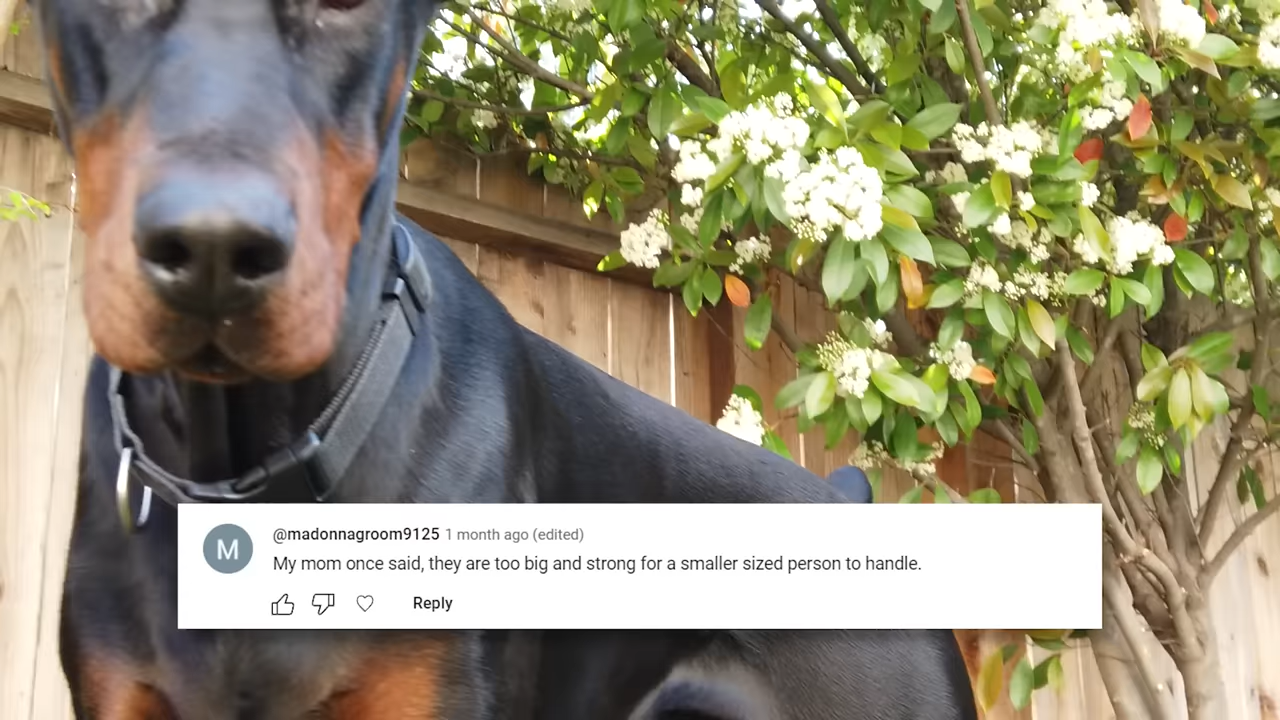 M
@madonnagroom9125 1 month ago (edited)
My mom once said, they are too big and strong for a smaller sized person to handle.
Reply